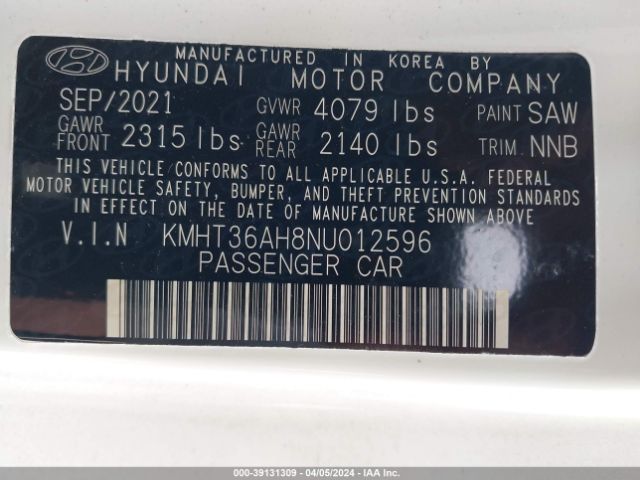 MANUFACTURED IN KOREA BY
HYUNDAI MOTOR COMPANY
SEP/2021 GVWR 4079 lbs PAINT SAW
GAWR FRONT 2315 lbs GAWR REAR 2140 lbs TRIM NNB
THIS VEHICLE CONFORMS TO ALL APPLICABLE U.S.A. FEDERAL
MOTOR VEHICLE SAFETY, BUMPER, AND THEFT PREVENTION STANDARDS
IN EFFECT ON THE DATE OF MANUFACTURE SHOWN ABOVE
V.I.N KMHT36AH8NU012596
PASSENGER CAR
000-39131309 - 04/05/2024 - IAA Inc.